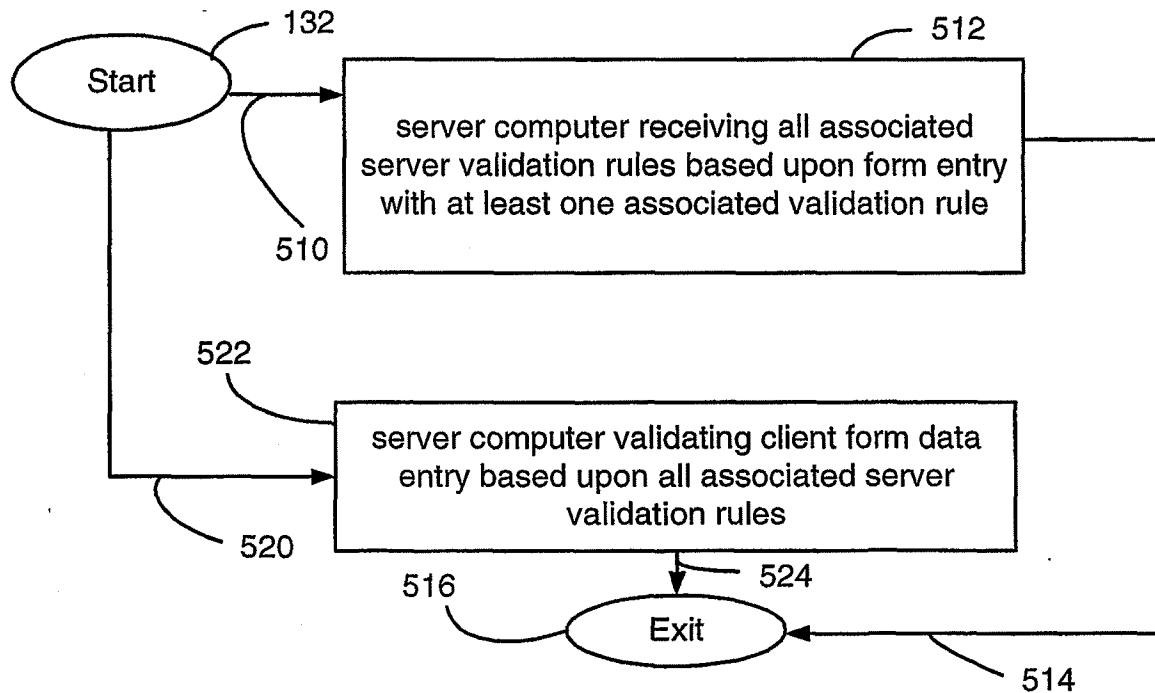 132
Start
512
server computer receiving all associated
server validation rules based upon form entry
with at least one associated validation rule
510
522
server computer validating client form data
entry based upon all associated server
validation rules
520
524
516
Exit
514